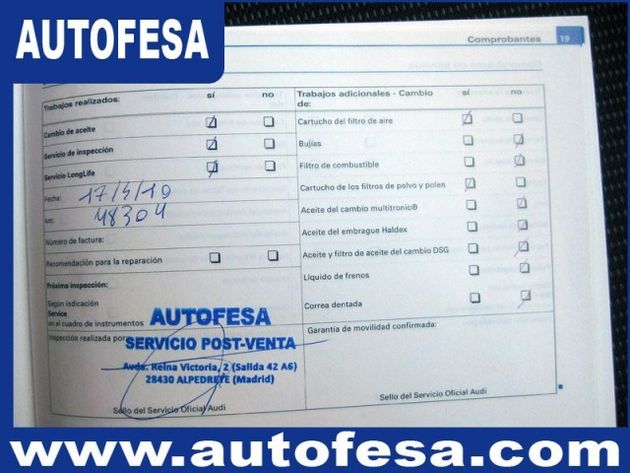 AUTOFESA
Comprobantes 19
Trabajos realizados: sí no
Cambio de aceite
Servicio de inspección
Servicio LongLife
Fecha: 17/5/10
km: 48304
Número de factura:
Recomendación para la reparación
Próxima inspección:
Según indicación
Service
en el cuadro de instrumentos
Inspección realizada por:
AUTOFESA
SERVICIO POST-VENTA
Avda. Reina Victoria, 2 (Salida 42 A6)
28430 ALPEDRETE (Madrid)
Sello del Servicio Oficial Audi
Trabajos adicionales - Cambio de: sí no
Cartucho del filtro de aire
Bujías
Filtro de combustible
Cartucho de los filtros de polvo y polen
Aceite del cambio multitronic®
Aceite del embrague Haldex
Aceite y filtro de aceite del cambio DSG
Líquido de frenos
Correa dentada
Garantía de movilidad confirmada:
Sello del Servicio Oficial Audi
www.autofesa.com